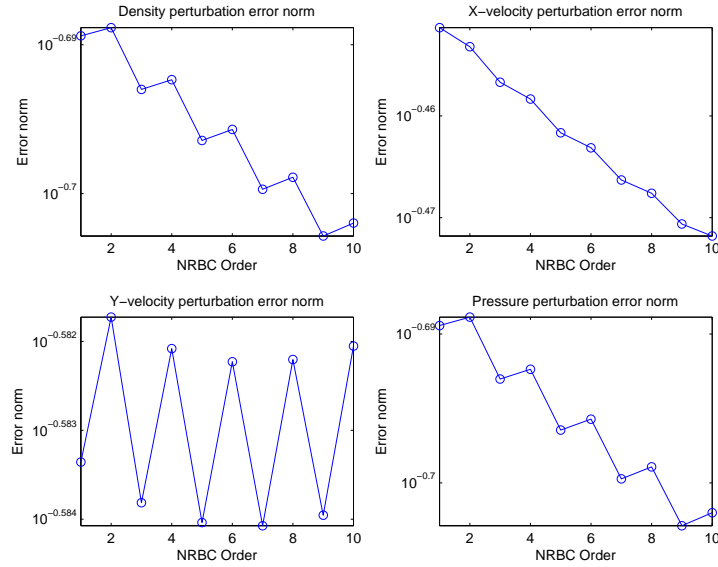 Density perturbation error norm
10^−0.69
10^−0.7
Error norm
2 4 6 8 10
NRBC Order
X−velocity perturbation error norm
10^−0.46
10^−0.47
Error norm
2 4 6 8 10
NRBC Order
Y−velocity perturbation error norm
10^−0.582
10^−0.583
10^−0.584
Error norm
2 4 6 8 10
NRBC Order
Pressure perturbation error norm
10^−0.69
10^−0.7
Error norm
2 4 6 8 10
NRBC Order